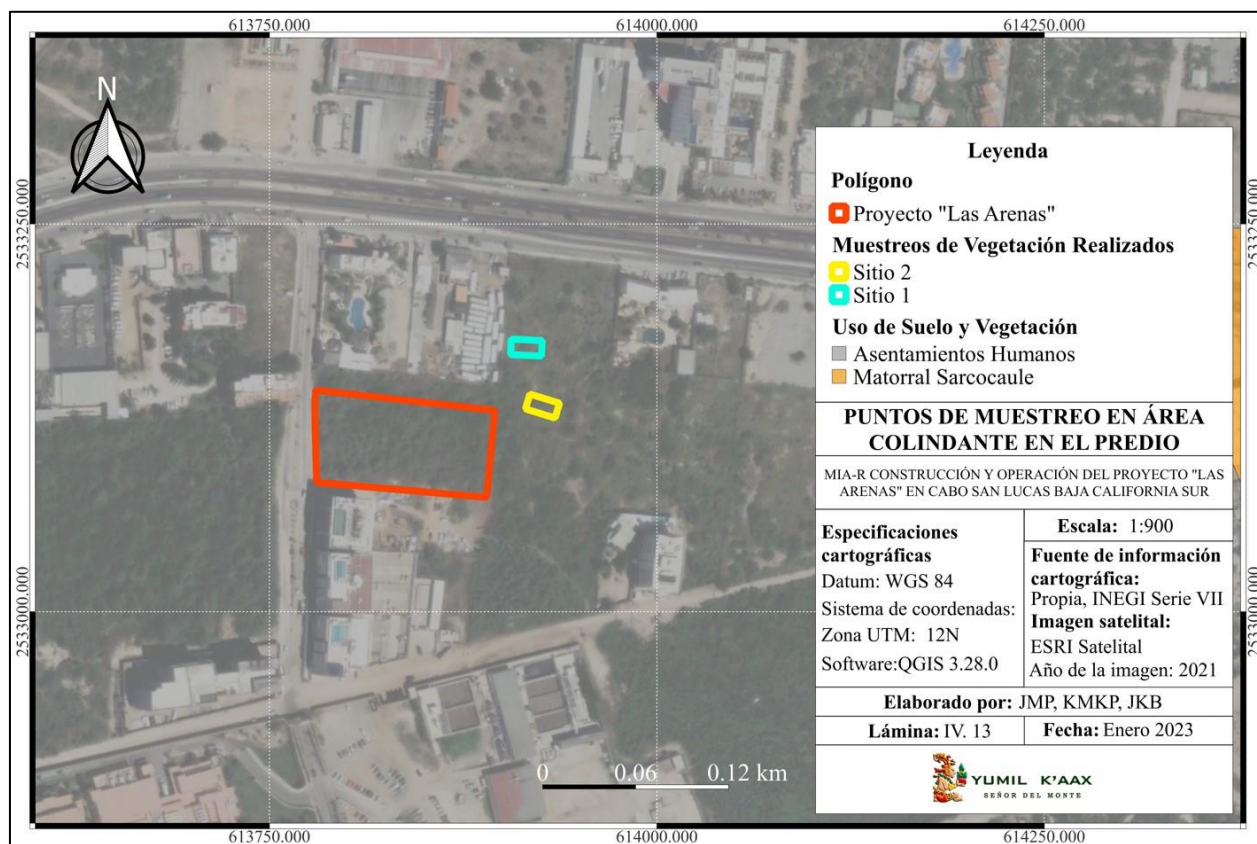 613750.000
614000.000
614250.000
N
2533250.000
2533250.000
2533000.000
2533000.000
Leyenda
Polígono
Proyecto "Las Arenas"
Muestreos de Vegetación Realizados
Sitio 2
Sitio 1
Uso de Suelo y Vegetación
Asentamientos Humanos
Matorral Sarcocaule
PUNTOS DE MUESTREO EN ÁREA
COLINDANTE EN EL PREDIO
MIA-R CONSTRUCCIÓN Y OPERACIÓN DEL PROYECTO "LAS
ARENAS" EN CABO SAN LUCAS BAJA CALIFORNIA SUR
Especificaciones
cartográficas
Datum: WGS 84
Sistema de coordenadas:
Zona UTM: 12N
Software:QGIS 3.28.0
Escala: 1:900
Fuente de información
cartográfica:
Propia, INEGI Serie VII
Imagen satelital:
ESRI Satelital
Año de la imagen: 2021
Elaborado por: JMP, KMKP, JKB
Lámina: IV. 13
Fecha: Enero 2023
YUMIL K'AAX
SEÑOR DEL MONTE
0 0.06 0.12 km
613750.000
614000.000
614250.000